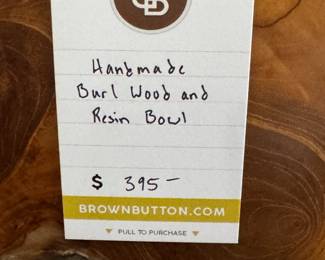 Handmade
Burl Wood and
Resin Bowl
$ 395-
BROWNBUTTON.COM
PULL TO PURCHASE